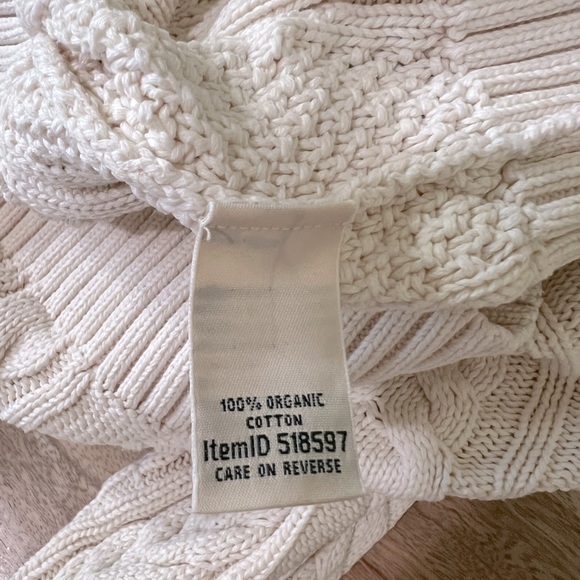 100% ORGANIC
COTTON
ItemID 518597
CARE ON REVERSE